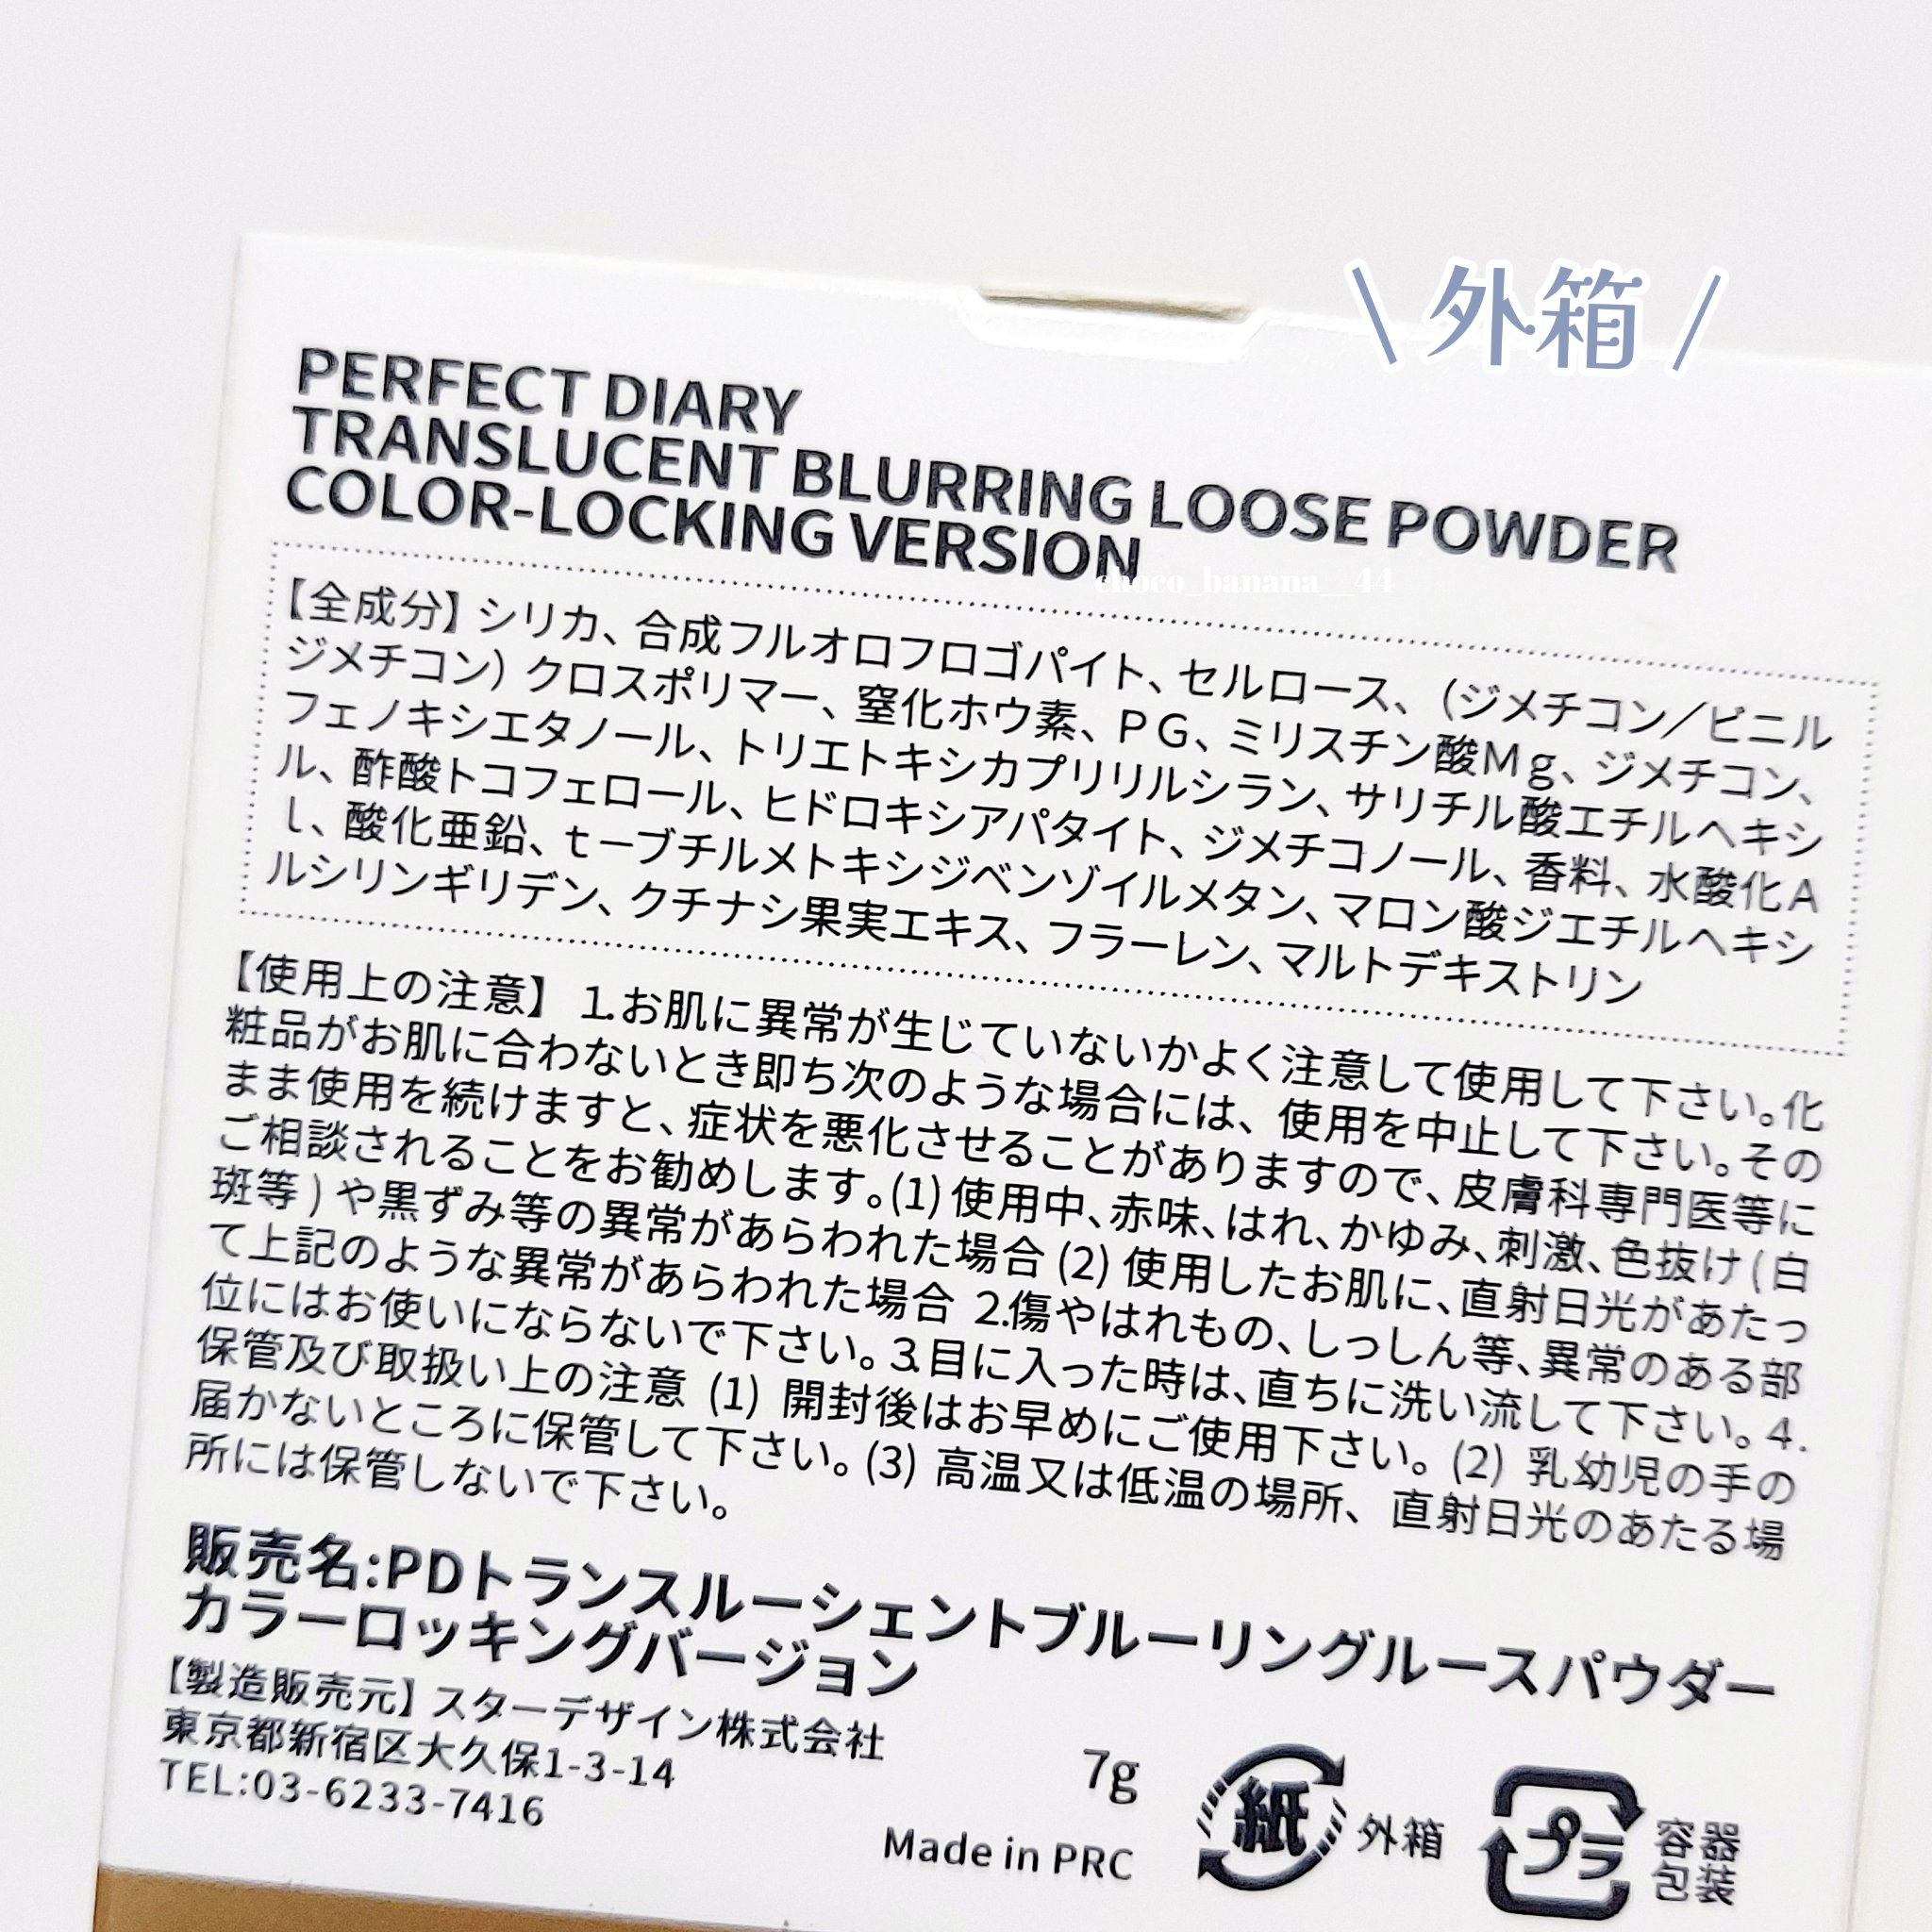 \ 外箱 /
PERFECT DIARY
TRANSLUCENT BLURRING LOOSE POWDER
COLOR-LOCKING VERSION
choco_banana__44
【全成分】シリカ、合成フルオロフロゴパイト、セルロース、(ジメチコン／ビニル
ジメチコン) クロスポリマー、窒化ホウ素、PG、ミリスチン酸Mg、ジメチコン、
フェノキシエタノール、トリエトキシカプリリルシラン、サリチル酸エチルヘキシ
ル、酢酸トコフェロール、ヒドロキシアパタイト、ジメチコノール、香料、水酸化A
l、酸化亜鉛、t－ブチルメトキシジベンゾイルメタン、マロン酸ジエチルヘキシ
ルシリンギリデン、クチナシ果実エキス、フラーレン、マルトデキストリン
【使用上の注意】 1.お肌に異常が生じていないかよく注意して使用して下さい。化
粧品がお肌に合わないとき即ち次のような場合には、使用を中止して下さい。その
まま使用を続けますと、症状を悪化させることがありますので、皮膚科専門医等に
ご相談されることをお勧めします。(1) 使用中、赤味、はれ、かゆみ、刺激、色抜け(白
斑等) や黒ずみ等の異常があらわれた場合 (2) 使用したお肌に、直射日光があたっ
て上記のような異常があらわれた場合 2.傷やはれもの、しっしん等、異常のある部
位にはお使いにならないで下さい。3.目に入った時は、直ちに洗い流して下さい。4.
保管及び取扱い上の注意 (1) 開封後はお早めにご使用下さい。(2) 乳幼児の手の
届かないところに保管して下さい。(3) 高温又は低温の場所、直射日光のあたる場
所には保管しないで下さい。
販売名:PDトランスルーシェントブルーリングルースパウダー
カラーロッキングバージョン
【製造販売元】スターデザイン株式会社
東京都新宿区大久保1-3-14
TEL:03-6233-7416
7g
Made in PRC
紙 外箱
プラ 容器
包装